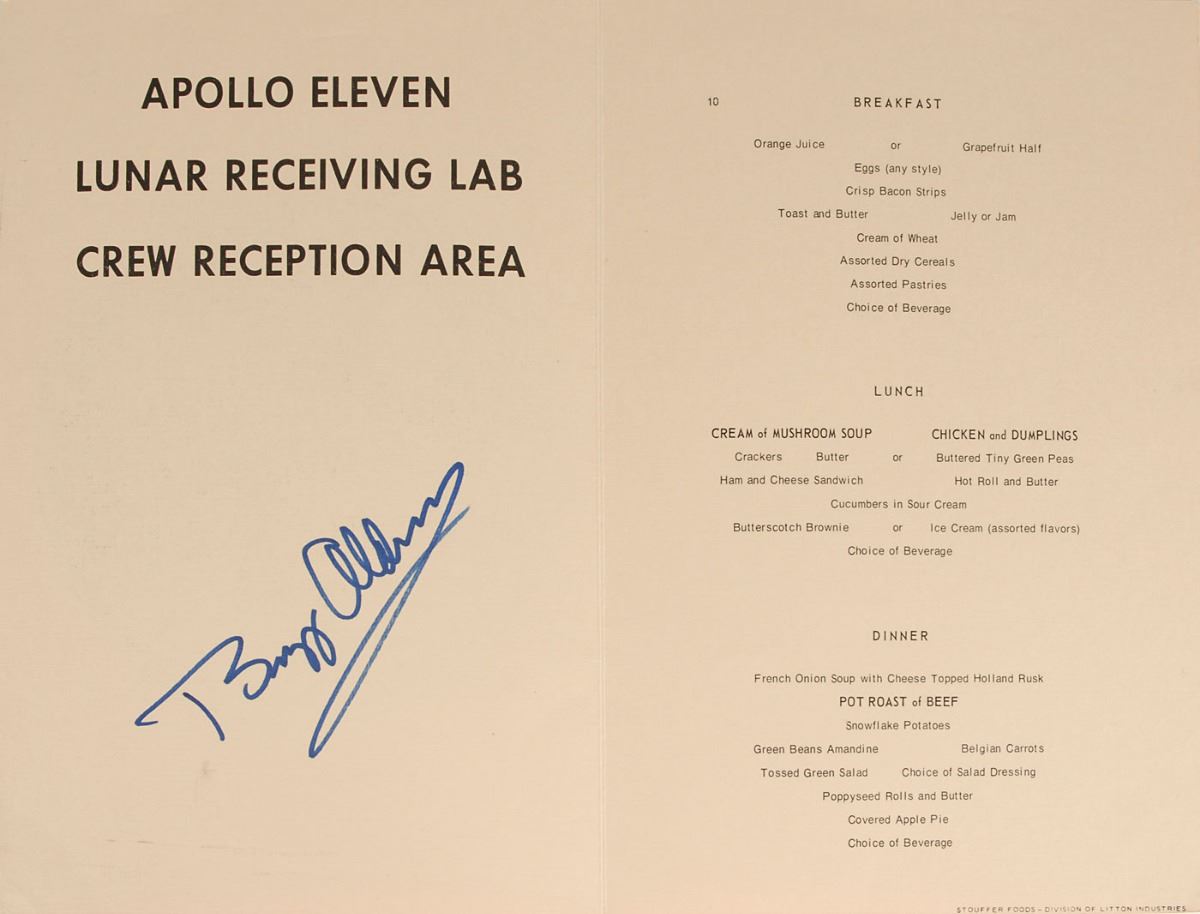 APOLLO ELEVEN
LUNAR RECEIVING LAB
CREW RECEPTION AREA
Buzz Aldrin
10 BREAKFAST
Orange Juice or Grapefruit Half
Eggs (any style)
Crisp Bacon Strips
Toast and Butter Jelly or Jam
Cream of Wheat
Assorted Dry Cereals
Assorted Pastries
Choice of Beverage
LUNCH
CREAM of MUSHROOM SOUP CHICKEN and DUMPLINGS
Crackers Butter or Buttered Tiny Green Peas
Ham and Cheese Sandwich Hot Roll and Butter
Cucumbers in Sour Cream
Butterscotch Brownie or Ice Cream (assorted flavors)
Choice of Beverage
DINNER
French Onion Soup with Cheese Topped Holland Rusk
POT ROAST of BEEF
Snowflake Potatoes
Green Beans Amandine Belgian Carrots
Tossed Green Salad Choice of Salad Dressing
Poppyseed Rolls and Butter
Covered Apple Pie
Choice of Beverage
STOUFFER FOODS – DIVISION OF LITTON INDUSTRIES